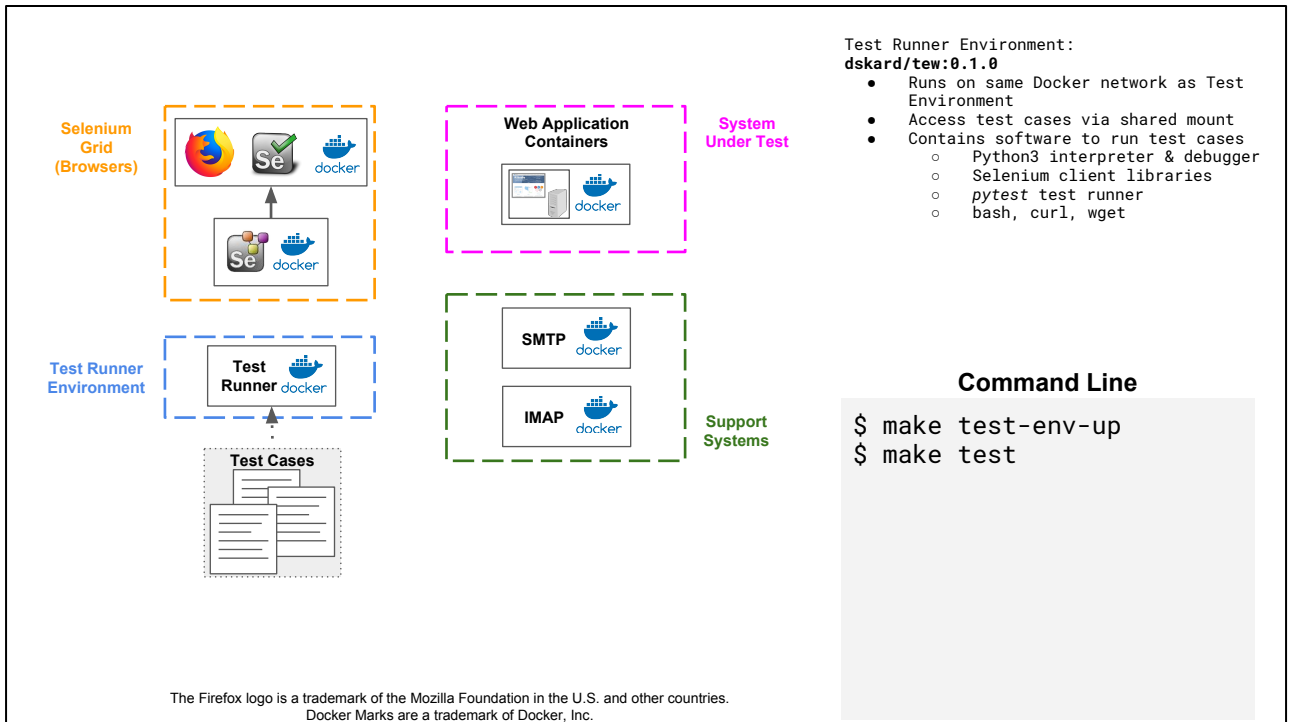 Selenium
Grid
(Browsers)
Se
docker
Se
docker
Web Application
Containers
docker
System
Under Test
Test Runner
Environment
Test
Runner
docker
Test Cases
SMTP
docker
IMAP
docker
Support
Systems
Test Runner Environment:
dskard/tew:0.1.0
● Runs on same Docker network as Test
Environment
● Access test cases via shared mount
● Contains software to run test cases
○ Python3 interpreter & debugger
○ Selenium client libraries
○ pytest test runner
○ bash, curl, wget
Command Line
$ make test-env-up
$ make test
The Firefox logo is a trademark of the Mozilla Foundation in the U.S. and other countries.
Docker Marks are a trademark of Docker, Inc.